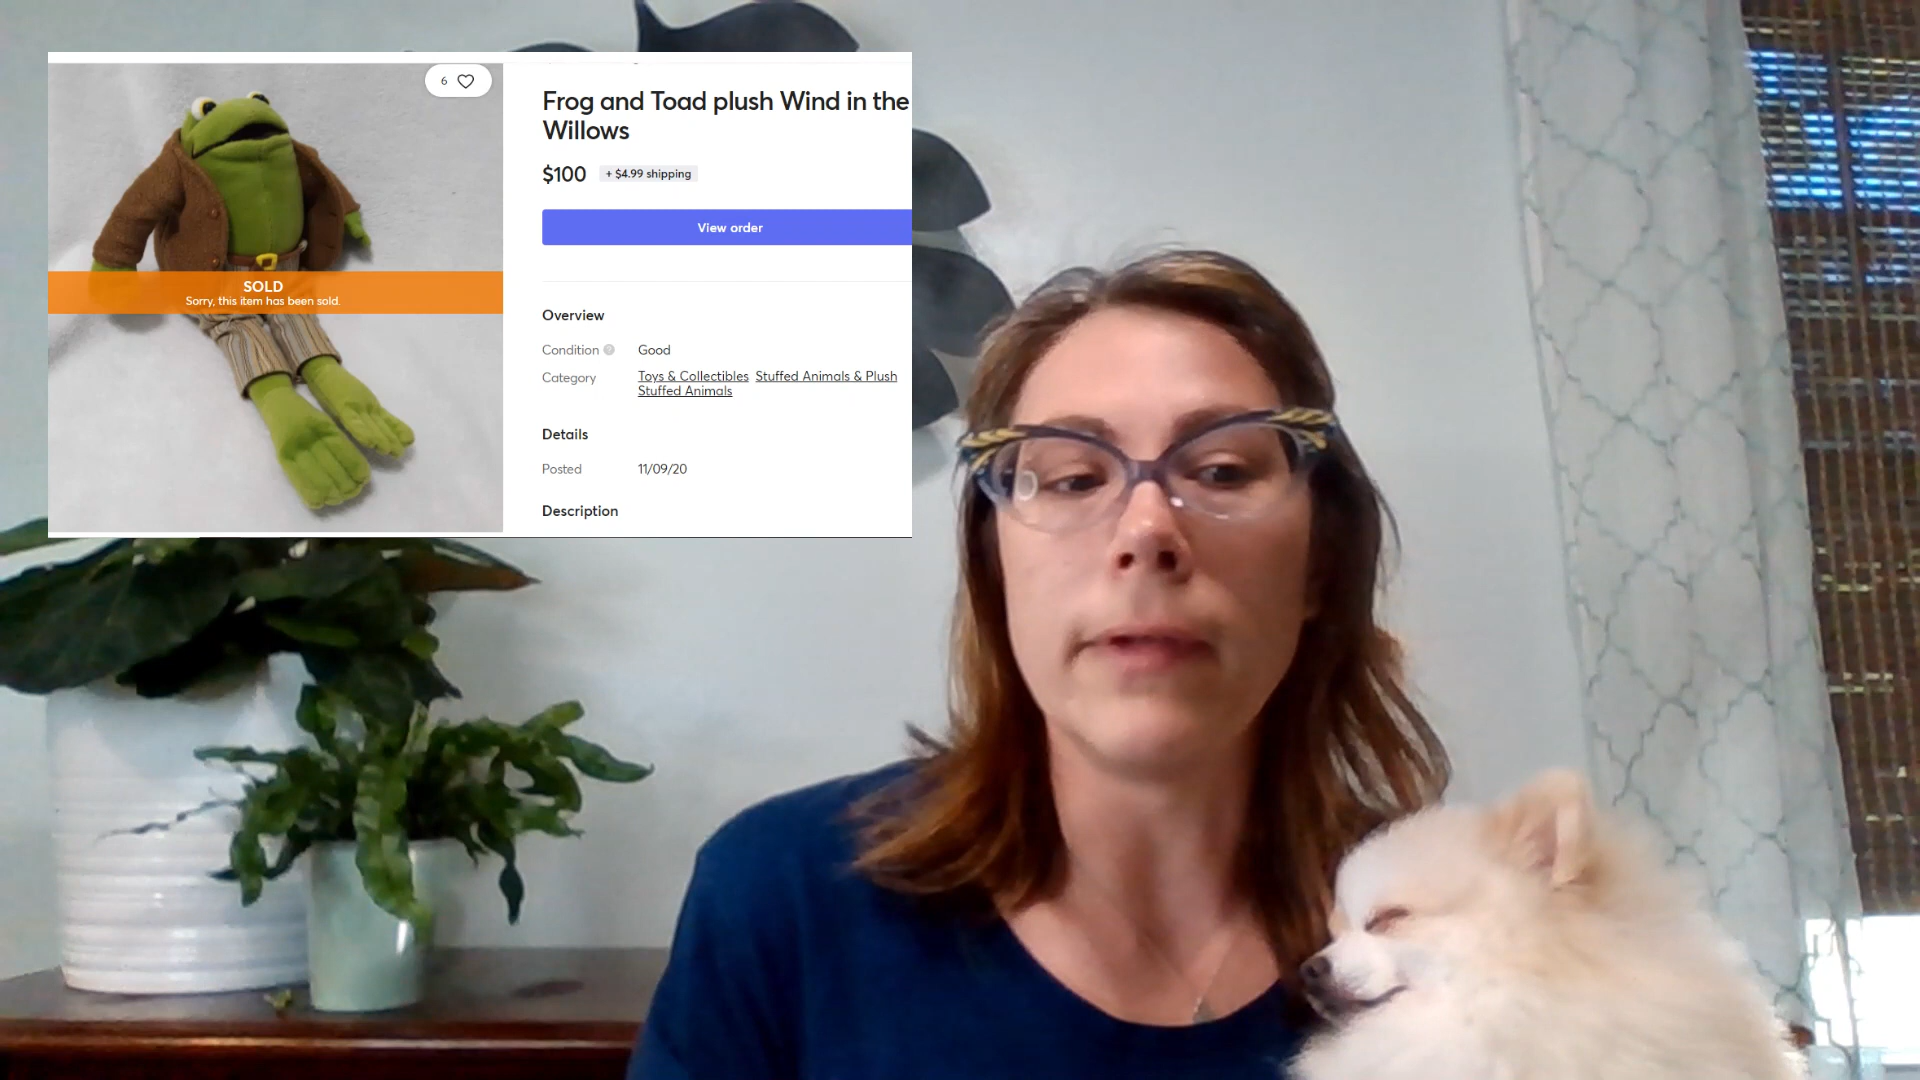 6
Frog and Toad plush Wind in the
Willows
$100 + $4.99 shipping
View order
SOLD
Sorry, this item has been sold.
Overview
Condition ? Good
Category Toys & Collectibles Stuffed Animals & Plush
Stuffed Animals
Details
Posted 11/09/20
Description